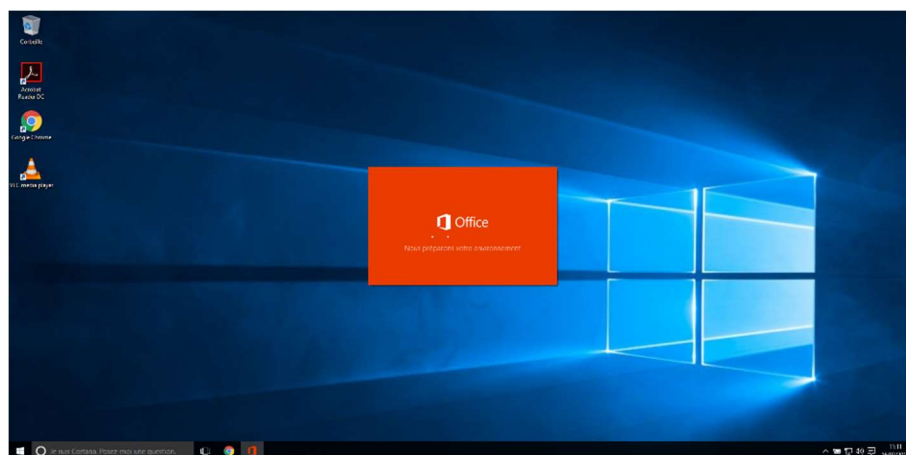 Corbeille
Acrobat
Reader DC
Google Chrome
VLC media player
Office
Nous préparons votre environnement
Je suis Cortana. Posez-moi une question.
15:11